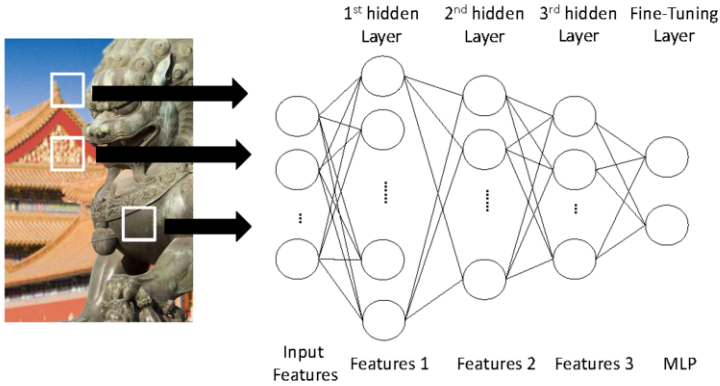 1st hidden
Layer
2nd hidden
Layer
3rd hidden
Layer
Fine-Tuning
Layer
Input
Features
Features 1
Features 2
Features 3
MLP